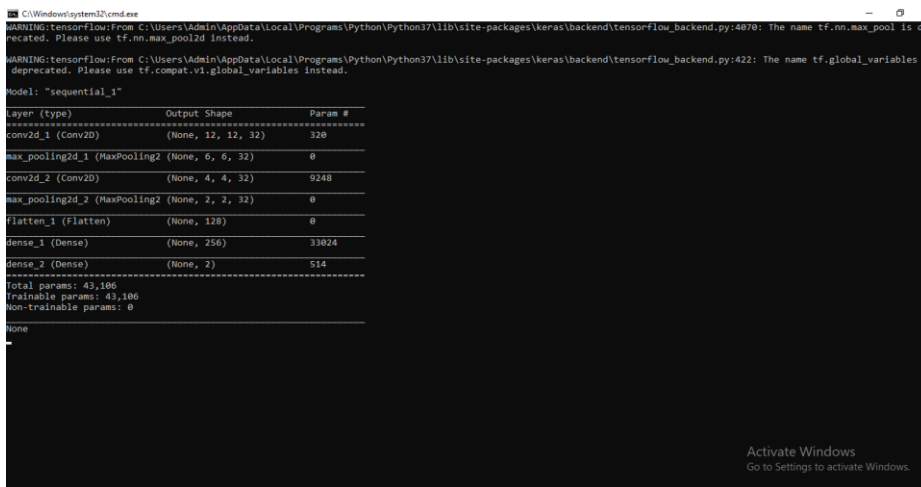 C:\Windows\system32\cmd.exe
WARNING:tensorflow:From C:\Users\Admin\AppData\Local\Programs\Python\Python37\lib\site-packages\keras\backend\tensorflow_backend.py:4070: The name tf.nn.max_pool is
recated. Please use tf.nn.max_pool2d instead.
WARNING:tensorflow:From C:\Users\Admin\AppData\Local\Programs\Python\Python37\lib\site-packages\keras\backend\tensorflow_backend.py:422: The name tf.global_variables
deprecated. Please use tf.compat.v1.global_variables instead.
Model: "sequential_1"
Layer (type) Output Shape Param #
conv2d_1 (Conv2D) (None, 12, 12, 32) 320
max_pooling2d_1 (MaxPooling2 (None, 6, 6, 32) 0
conv2d_2 (Conv2D) (None, 4, 4, 32) 9248
max_pooling2d_2 (MaxPooling2 (None, 2, 2, 32) 0
flatten_1 (Flatten) (None, 128) 0
dense_1 (Dense) (None, 256) 33024
dense_2 (Dense) (None, 2) 514
Total params: 43,106
Trainable params: 43,106
Non-trainable params: 0
None
Activate Windows
Go to Settings to activate Windows.